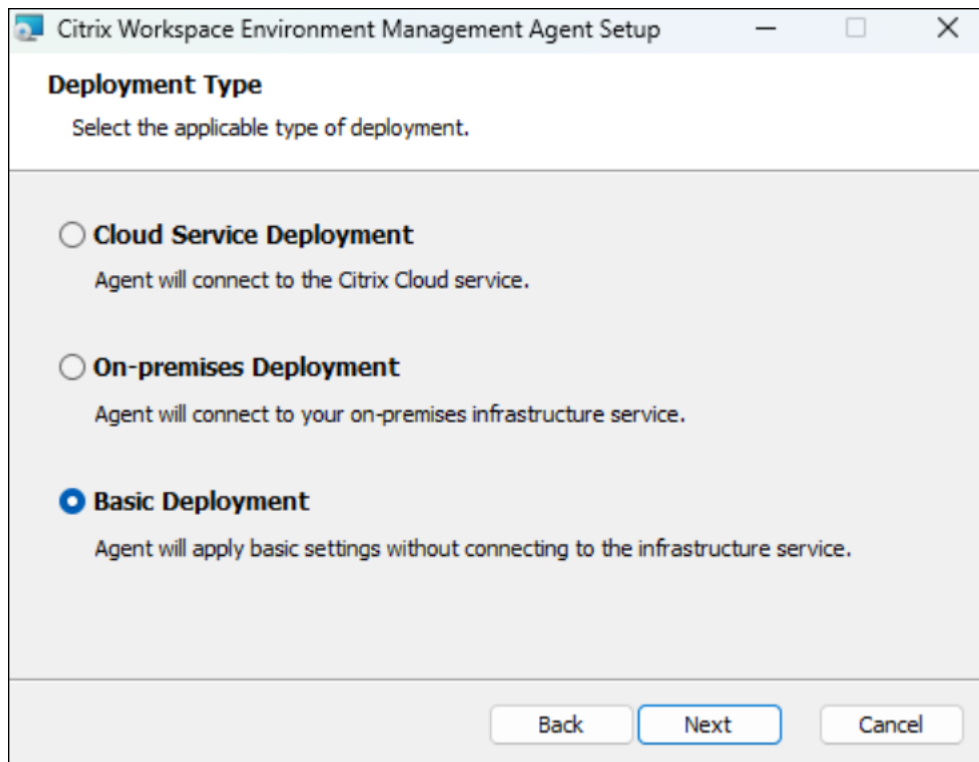 Citrix Workspace Environment Management Agent Setup
Deployment Type
Select the applicable type of deployment.
Cloud Service Deployment
Agent will connect to the Citrix Cloud service.
On-premises Deployment
Agent will connect to your on-premises infrastructure service.
Basic Deployment
Agent will apply basic settings without connecting to the infrastructure service.
Back Next Cancel